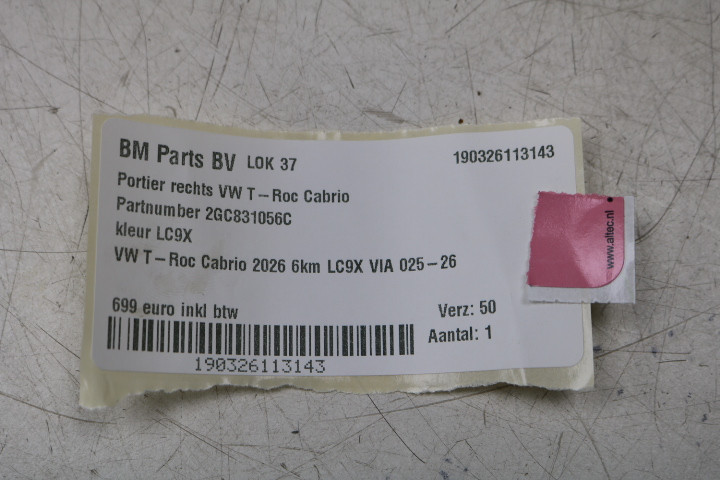 BM Parts BV LOK 37 190326113143
Portier rechts VW T-Roc Cabrio
Partnumber 2GC831056C
kleur LC9X
VW T-Roc Cabrio 2026 6km LC9X VIA 025-26
699 euro inkl btw Verz: 50
Aantal: 1
190326113143
www.altec.nl